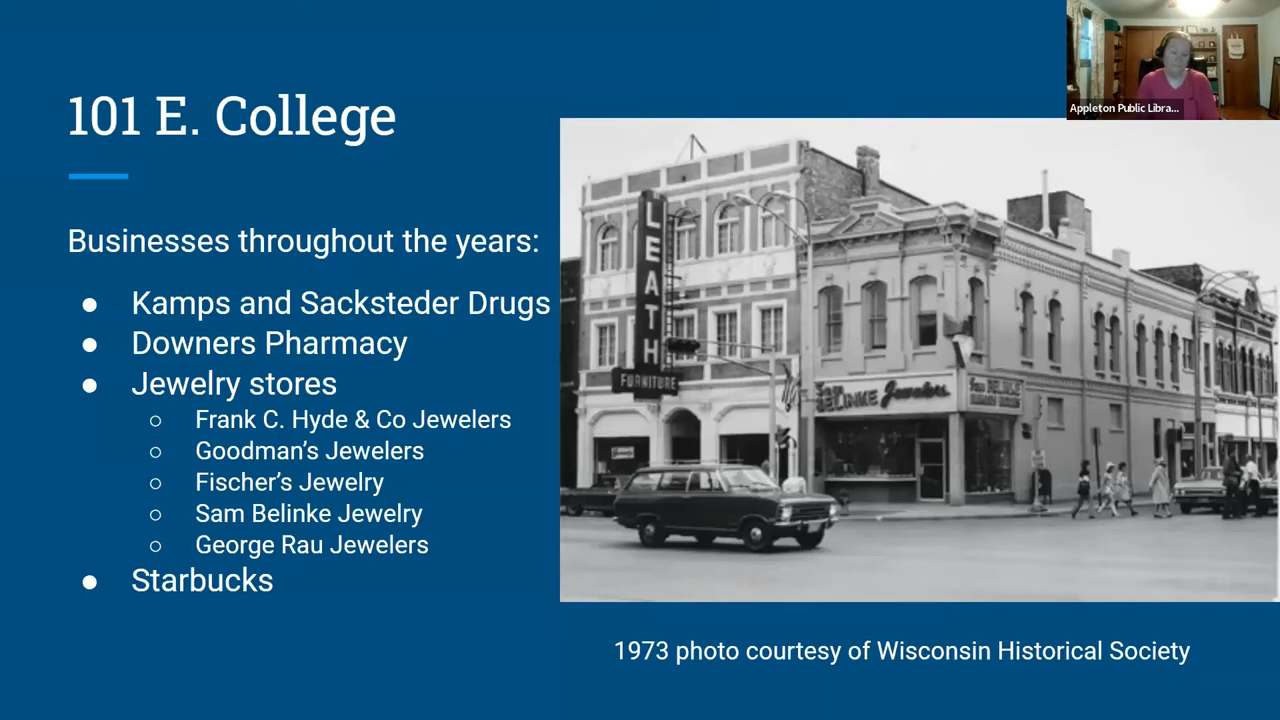 101 E. College
Businesses throughout the years:
● Kamps and Sacksteder Drugs
● Downers Pharmacy
● Jewelry stores
○ Frank C. Hyde & Co Jewelers
○ Goodman’s Jewelers
○ Fischer’s Jewelry
○ Sam Belinke Jewelry
○ George Rau Jewelers
● Starbucks
Appleton Public Libra...
LEATH
FURNITURE
BELINKE Jewelers
1973 photo courtesy of Wisconsin Historical Society